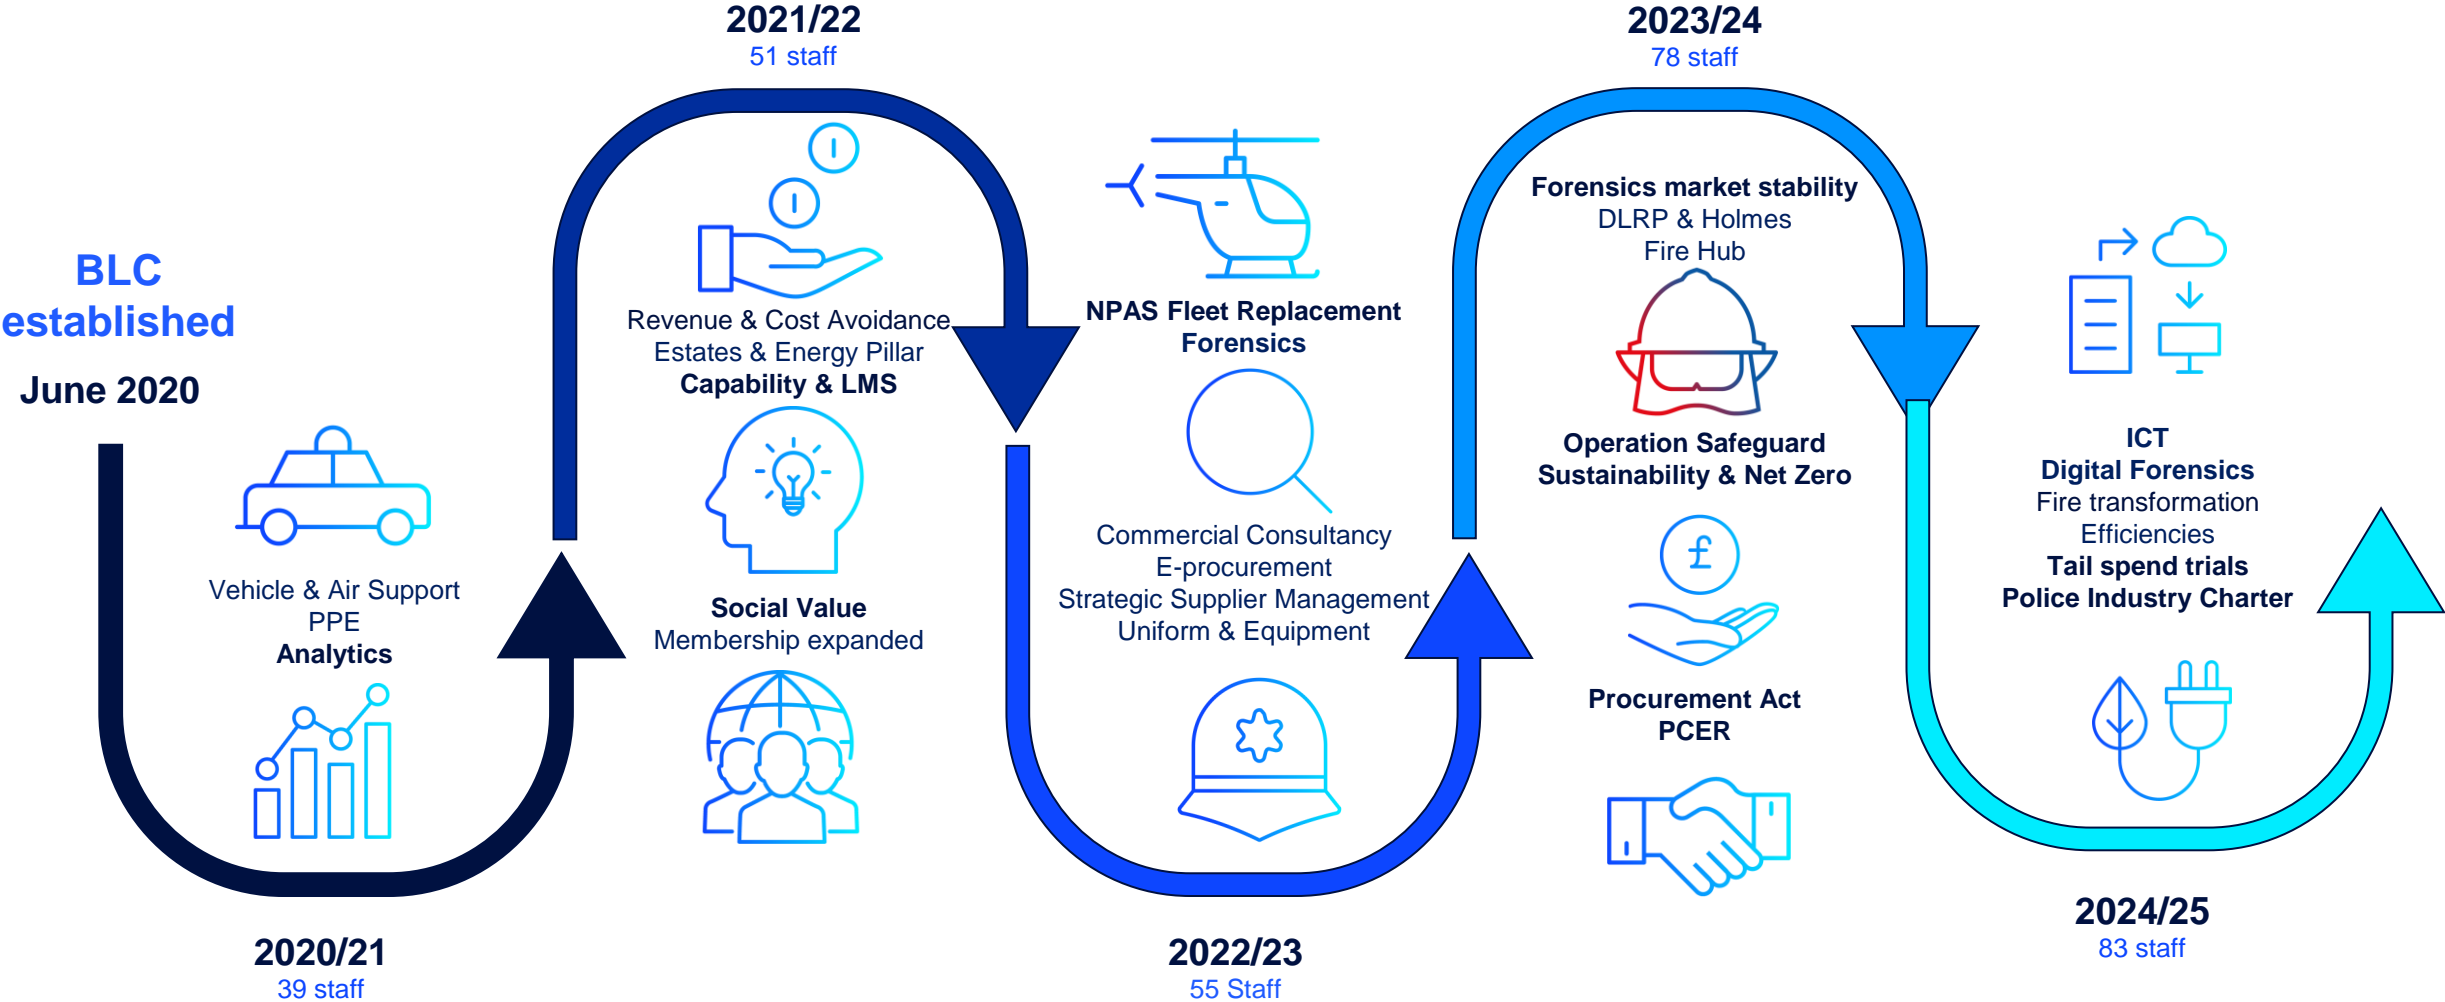 BLC
established
June 2020
Vehicle & Air Support
PPE
Analytics
2020/21
39 staff
2021/22
51 staff
Revenue & Cost Avoidance
Estates & Energy Pillar
Capability & LMS
Social Value
Membership expanded
NPAS Fleet Replacement
Forensics
Commercial Consultancy
E-procurement
Strategic Supplier Management
Uniform & Equipment
2022/23
55 Staff
2023/24
78 staff
Forensics market stability
DLRP & Holmes
Fire Hub
Operation Safeguard
Sustainability & Net Zero
£
Procurement Act
PCER
ICT
Digital Forensics
Fire transformation
Efficiencies
Tail spend trials
Police Industry Charter
2024/25
83 staff